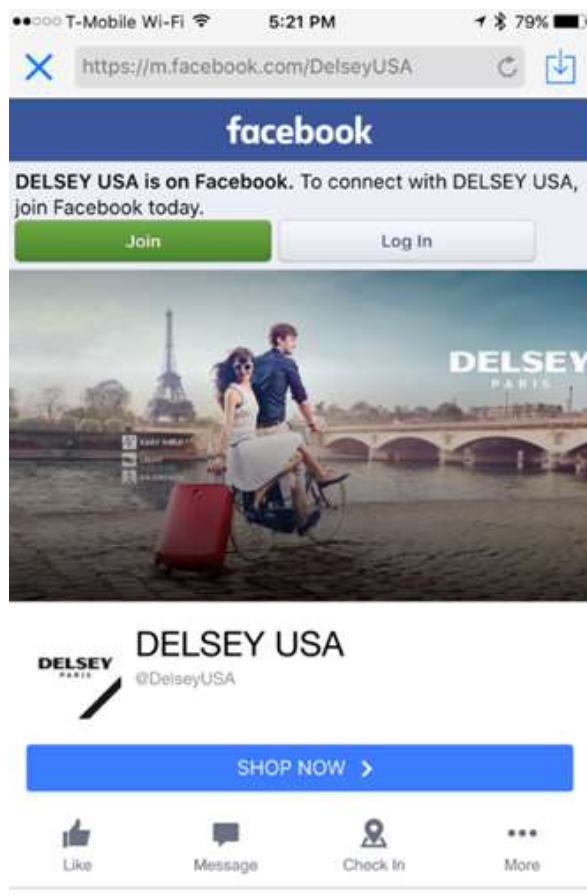 T-Mobile Wi-Fi 5:21 PM 79%
https://m.facebook.com/DelseyUSA
facebook
DELSEY USA is on Facebook. To connect with DELSEY USA,
join Facebook today.
Join Log In
DELSEY
PARIS
DELSEY USA
DELSEY
PARIS
@DelseyUSA
SHOP NOW
Like Message Check In More